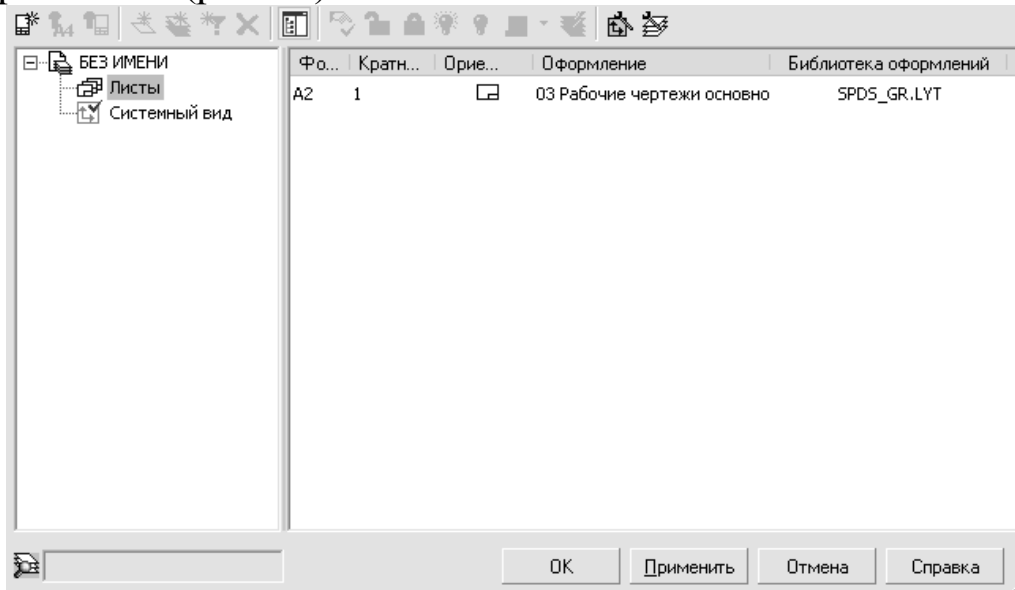 БЕЗ ИМЕНИ
Листы
Системный вид
Фо... Кратн... Орие... Оформление Библиотека оформлений
A2 1 03 Рабочие чертежи основно SPDS_GR.LYT
ОК Применить Отмена Справка